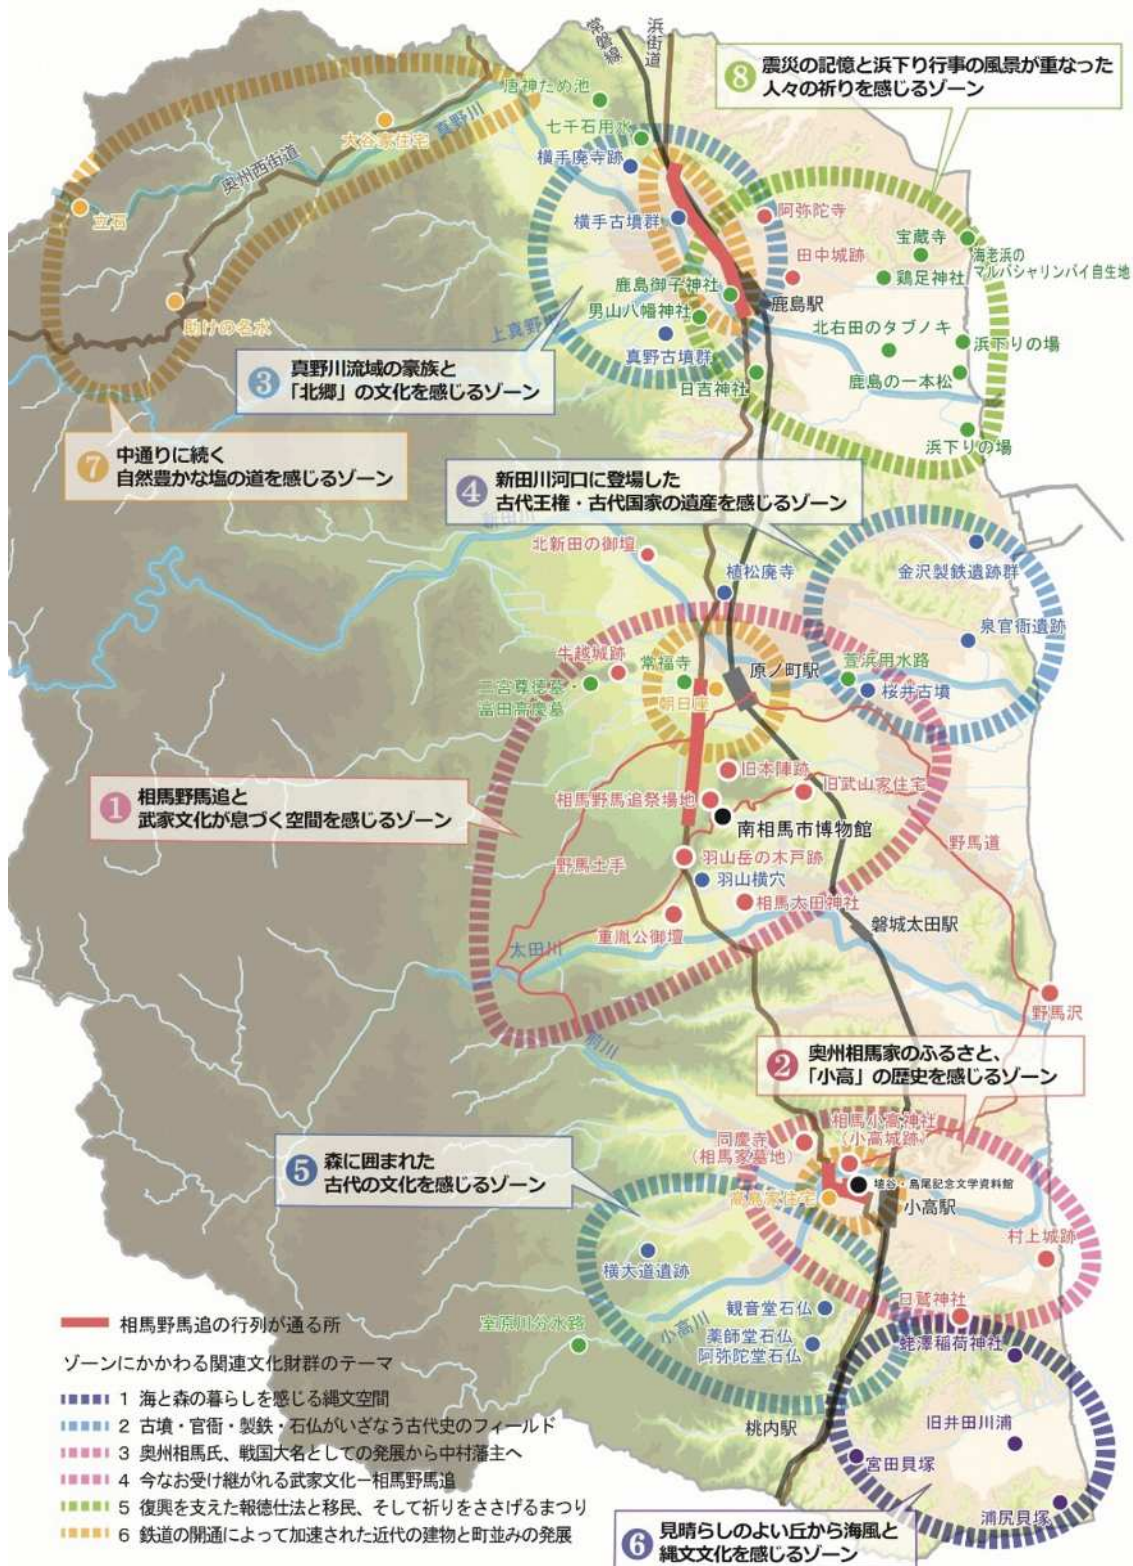 常磐線
浜街道
8 震災の記憶と浜下り行事の風景が重なった
人々の祈りを感じるゾーン
唐神ため池
大谷家住宅
真野川
七千石用水
奥州西街道
横手廃寺跡
立石
横手古墳群
阿弥陀寺
宝蔵寺
海老浜の
マルバシャリンバイ自生地
田中城跡
鶏足神社
鹿島御子神社
鹿島駅
助けの名水
男山八幡神社
上真野川
北右田のタブノキ
真野古墳群
浜下りの場
3 真野川流域の豪族と
「北郷」の文化を感じるゾーン
日吉神社
鹿島の一本松
浜下りの場
7 中通りに続く
自然豊かな塩の道を感じるゾーン
4 新田川河口に登場した
古代王権・古代国家の遺産を感じるゾーン
新田川
北新田の御壇
金沢製鉄遺跡群
植松廃寺
泉官衙遺跡
牛越城跡
常福寺
原ノ町駅
萱浜用水路
二宮尊徳墓・
富田高慶墓
朝日座
桜井古墳
旧本陣跡
旧武山家住宅
1 相馬野馬追と
武家文化が息づく空間を感じるゾーン
相馬野馬追祭場地
南相馬市博物館
野馬道
野馬土手
羽山岳の木戸跡
羽山横穴
相馬太田神社
重胤公御壇
磐城太田駅
太田川
野馬沢
前川
2 奥州相馬家のふるさと、
「小高」の歴史を感じるゾーン
相馬小高神社
(小高城跡)
同慶寺
(相馬家墓地)
5 森に囲まれた
古代の文化を感じるゾーン
埴谷・島尾記念文学資料館
高島家住宅
小高駅
村上城跡
横大道遺跡
観音堂石仏
日鷲神社
小高川
室原川分水路
薬師堂石仏
阿弥陀堂石仏
蛯澤稲荷神社
桃内駅
旧井田川浦
宮田貝塚
浦尻貝塚
6 見晴らしのよい丘から海風と
縄文文化を感じるゾーン
相馬野馬追の行列が通る所
ゾーンにかかわる関連文化財群のテーマ
1 海と森の暮らしを感じる縄文空間
2 古墳・官衙・製鉄・石仏がいざなう古代史のフィールド
3 奥州相馬氏、戦国大名としての発展から中村藩主へ
4 今なお受け継がれる武家文化ー相馬野馬追
5 復興を支えた報徳仕法と移民、そして祈りをささげるまつり
6 鉄道の開通によって加速された近代の建物と町並みの発展